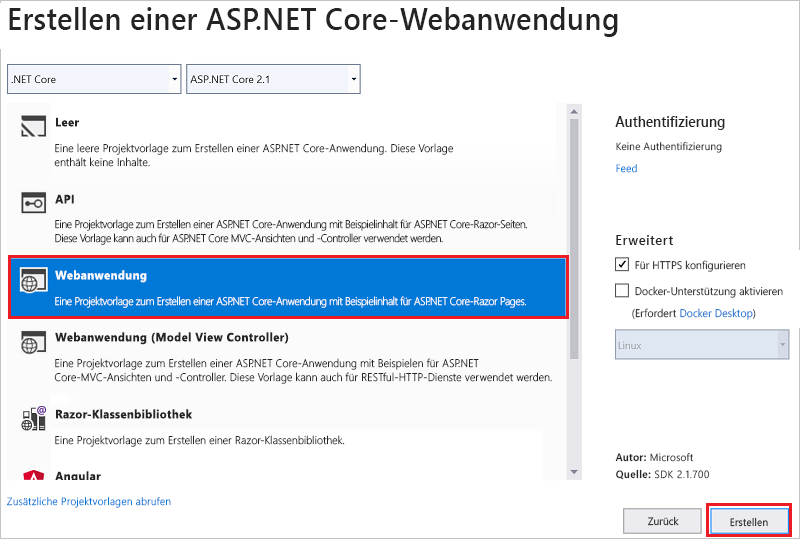 Erstellen einer ASP.NET Core-Webanwendung
.NET Core
ASP.NET Core 2.1
Leer
Eine leere Projektvorlage zum Erstellen einer ASP.NET Core-Anwendung. Diese Vorlage
enthält keine Inhalte.
API
Eine Projektvorlage zum Erstellen einer ASP.NET Core-Anwendung mit Beispielinhalt für ASP.NET Core-Razor-Seiten.
Diese Vorlage kann auch für ASP.NET Core MVC-Ansichten und -Controller verwendet werden.
Webanwendung
Eine Projektvorlage zum Erstellen einer ASP.NET Core-Anwendung mit Beispielinhalt für ASP.NET Core-Razor Pages.
Webanwendung (Model View Controller)
Eine Projektvorlage zum Erstellen einer ASP.NET Core-Anwendung mit Beispielen für ASP.NET
Core-MVC-Ansichten und -Controller. Diese Vorlage kann auch für RESTful-HTTP-Dienste verwendet werden.
Razor-Klassenbibliothek
Eine Projektvorlage zum Erstellen einer Razor-Klassenbibliothek.
Angular
Zusätzliche Projektvorlagen abrufen
Authentifizierung
Keine Authentifizierung
Feed
Erweitert
Für HTTPS konfigurieren
Docker-Unterstützung aktivieren
(Erfordert Docker Desktop)
Linux
Autor: Microsoft
Quelle: SDK 2.1.700
Zurück
Erstellen